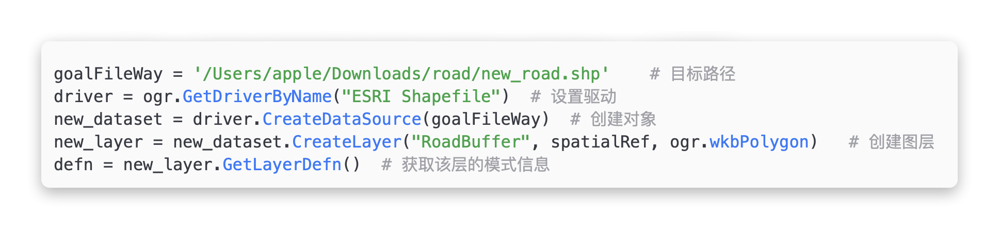 goalFileWay = '/Users/apple/Downloads/road/new_road.shp'    # 目标路径
driver = ogr.GetDriverByName("ESRI Shapefile")  # 设置驱动
new_dataset = driver.CreateDataSource(goalFileWay)  # 创建对象
new_layer = new_dataset.CreateLayer("RoadBuffer", spatialRef, ogr.wkbPolygon)   # 创建图层
defn = new_layer.GetLayerDefn()  # 获取该层的模式信息